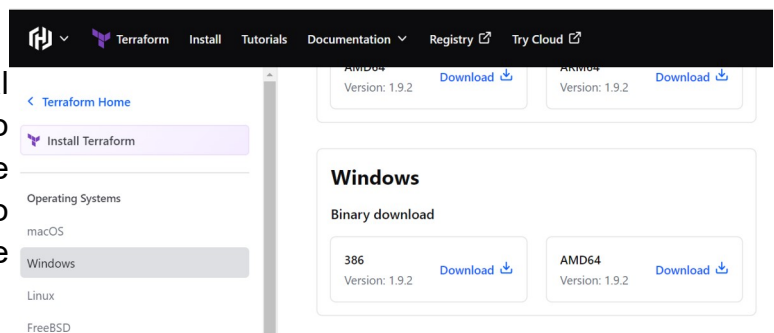 Terraform Install Tutorials Documentation Registry Try Cloud
Terraform Home
Install Terraform
Operating Systems
macOS
Windows
Linux
FreeBSD
AMD64 Download ARM64 Download
Version: 1.9.2 Version: 1.9.2
Windows
Binary download
386 Download AMD64 Download
Version: 1.9.2 Version: 1.9.2